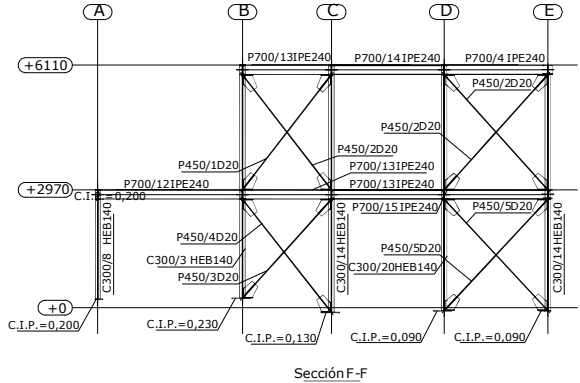 A B C D E
+6110
P700/13IPE240 P700/14IPE240 P700/4 IPE240
P450/2D20
P450/2D20
P450/1D20
P450/2D20
P700/13IPE240
P700/12IPE240 P700/13IPE240
+2970
C.I.P.=0,200
P700/15IPE240 P450/5D20
C300/8 HEB140
P450/4D20
C300/14HEB140
C300/14HEB140
C300/3 HEB140
P450/5D20
C300/20HEB140
P450/3D20
+0
C.I.P.=0,200
C.I.P.=0,230
C.I.P.=0,130
C.I.P.=0,090
C.I.P.=0,090
Sección F-F